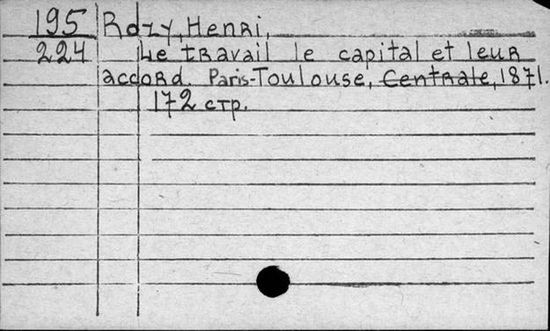 195 Rozy, Henri,
224 Le travail le capital et leur
accord. Paris-Toulouse, Centrale, 1871.
172 стр.